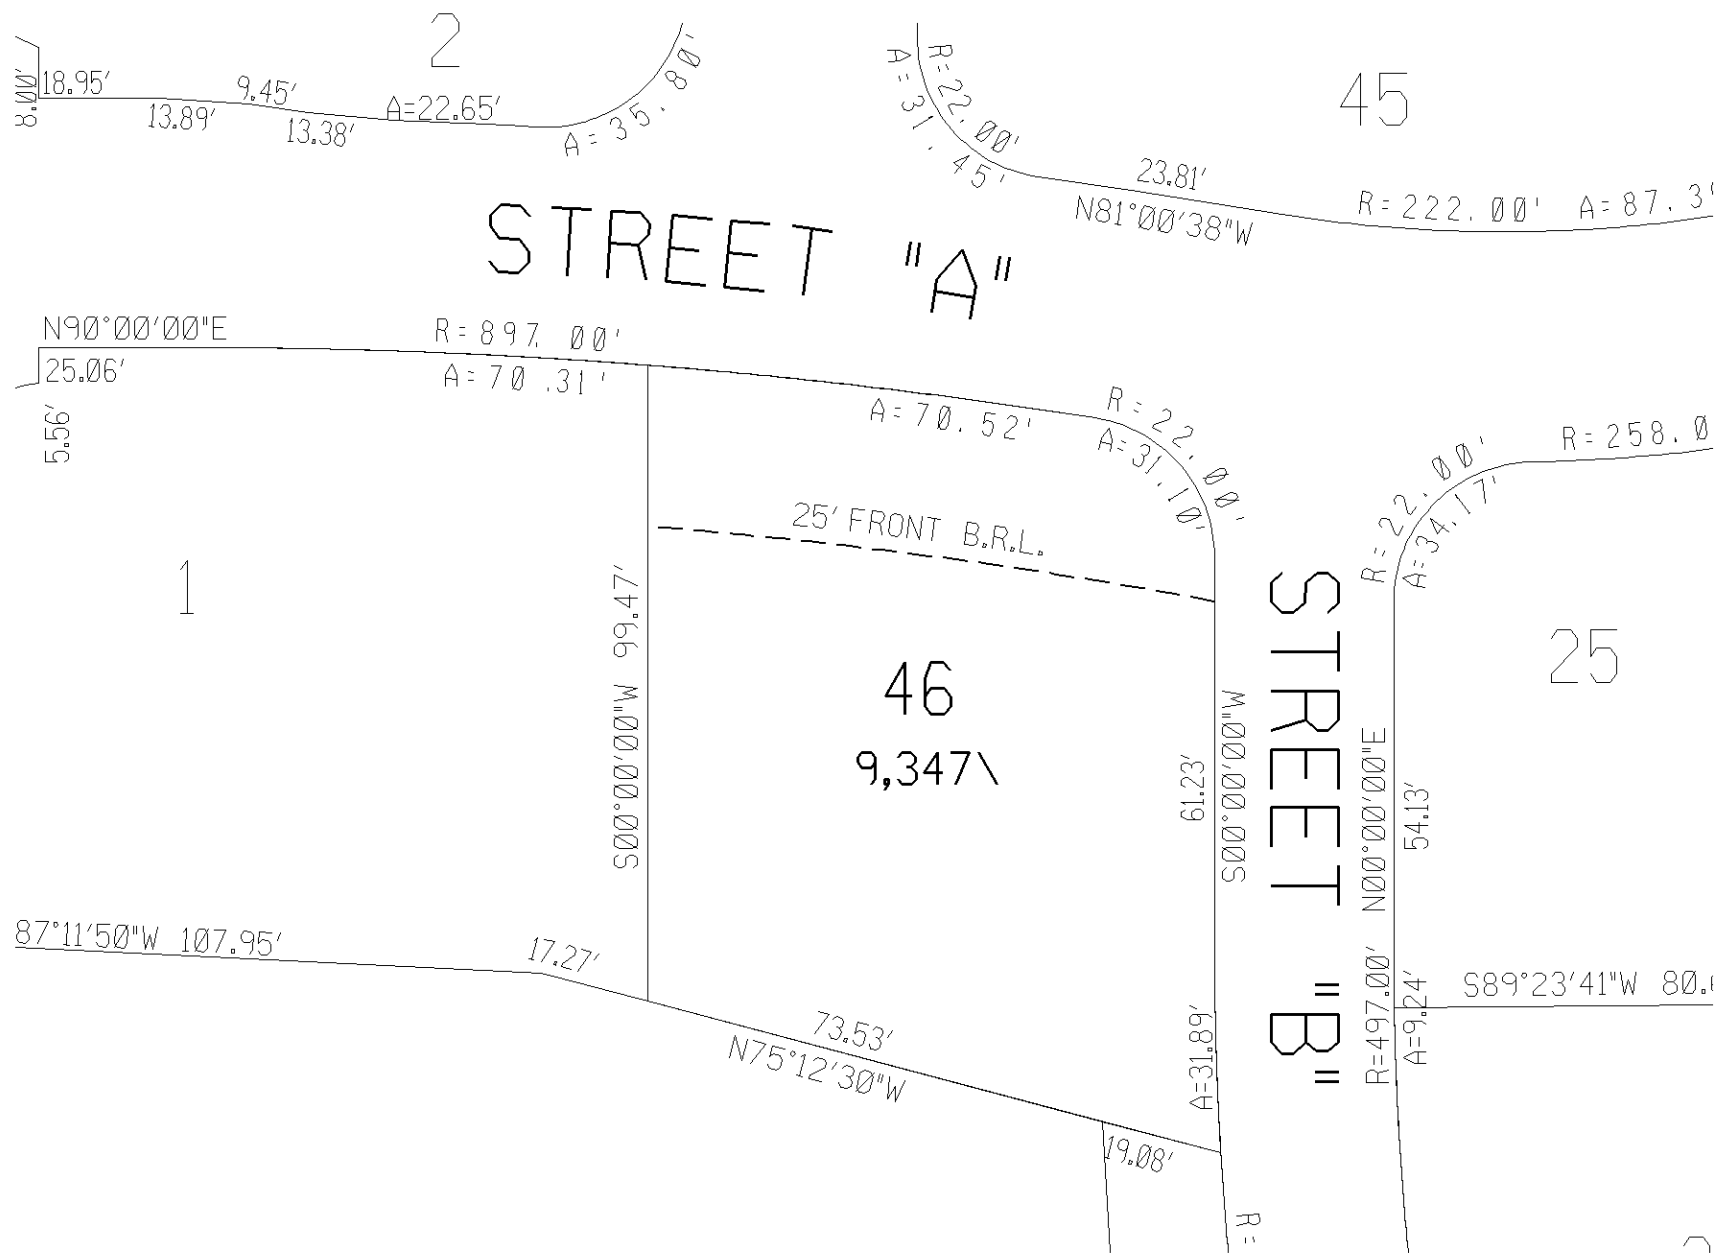 2
45
18.95'
8.00'
13.89'
9.45'
13.38'
A=22.65'
A=35.80'
R=22.00'
A=31.45'
23.81'
N81°00'38"W
R=222.00'
A=87.3
STREET "A"
N90°00'00"E
25.06'
5.56'
R=897.00'
A=70.31'
A=70.52'
R=22.00'
A=31.10'
R=22.00'
A=34.17'
R=258.0
25' FRONT B.R.L.
1
S00°00'00"W 99.47'
46
9,347\
61.23'
S00°00'00"W
STREET "B"
N00°00'00"E
54.13'
25
87°11'50"W 107.95'
17.27'
73.53'
N75°12'30"W
19.08'
A=31.89'
R=497.00'
A=9.24'
S89°23'41"W 80.
R=